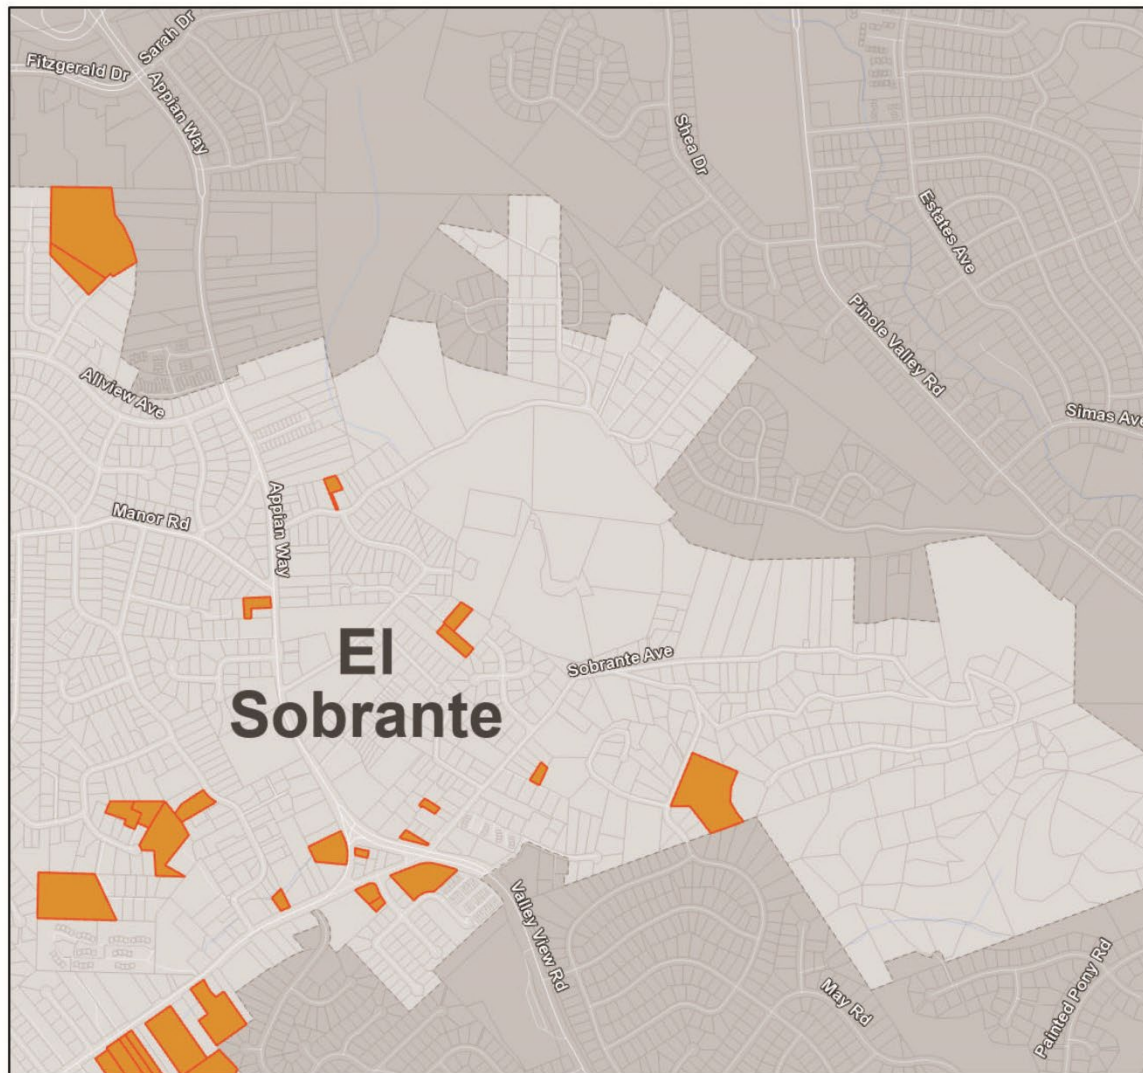 Sarah Dr
Fitzgerald Dr
Appian Way
Shea Dr
Estates Ave
Pinole Valley Rd
Allview Ave
Simas Ave
Appian Way
Manor Rd
El
Sobrante
Sobrante Ave
Valley View Rd
May Rd
Painted Pony Rd